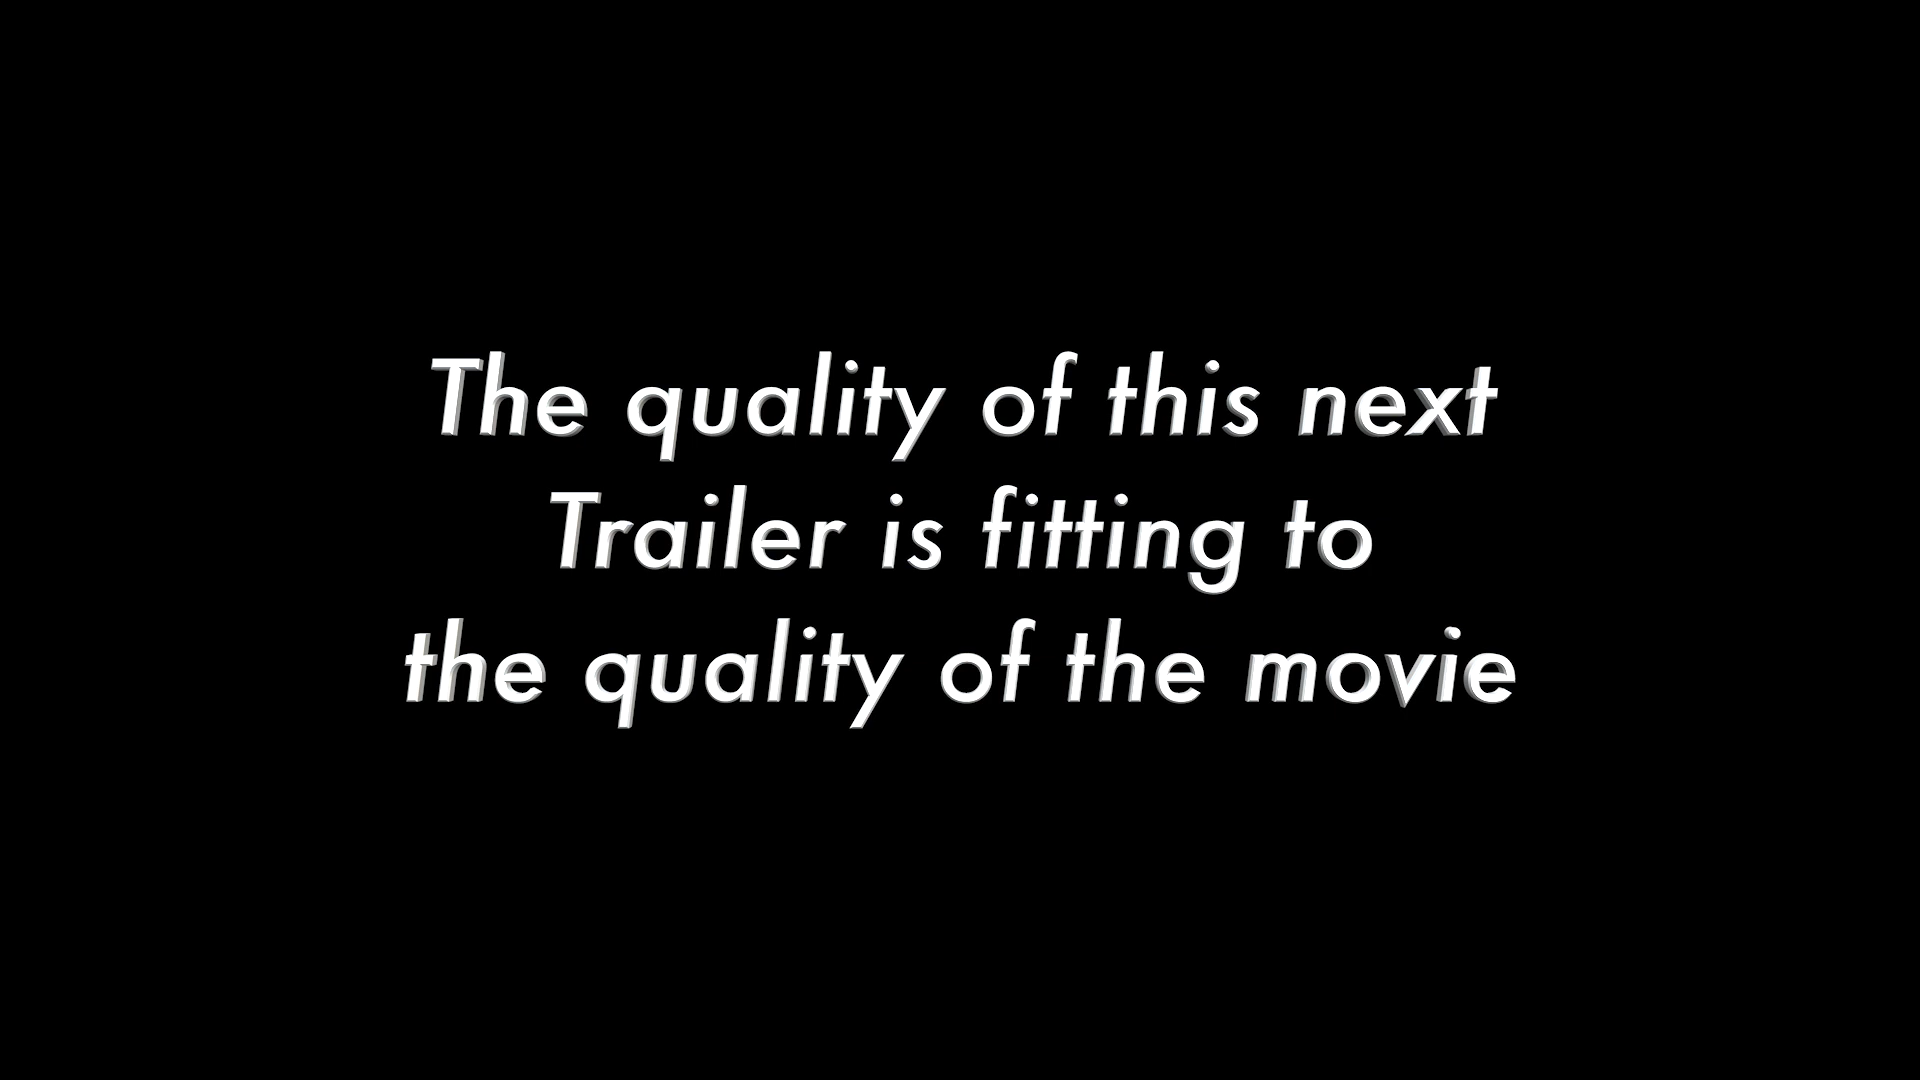 The quality of this next
Trailer is fitting to
the quality of the movie